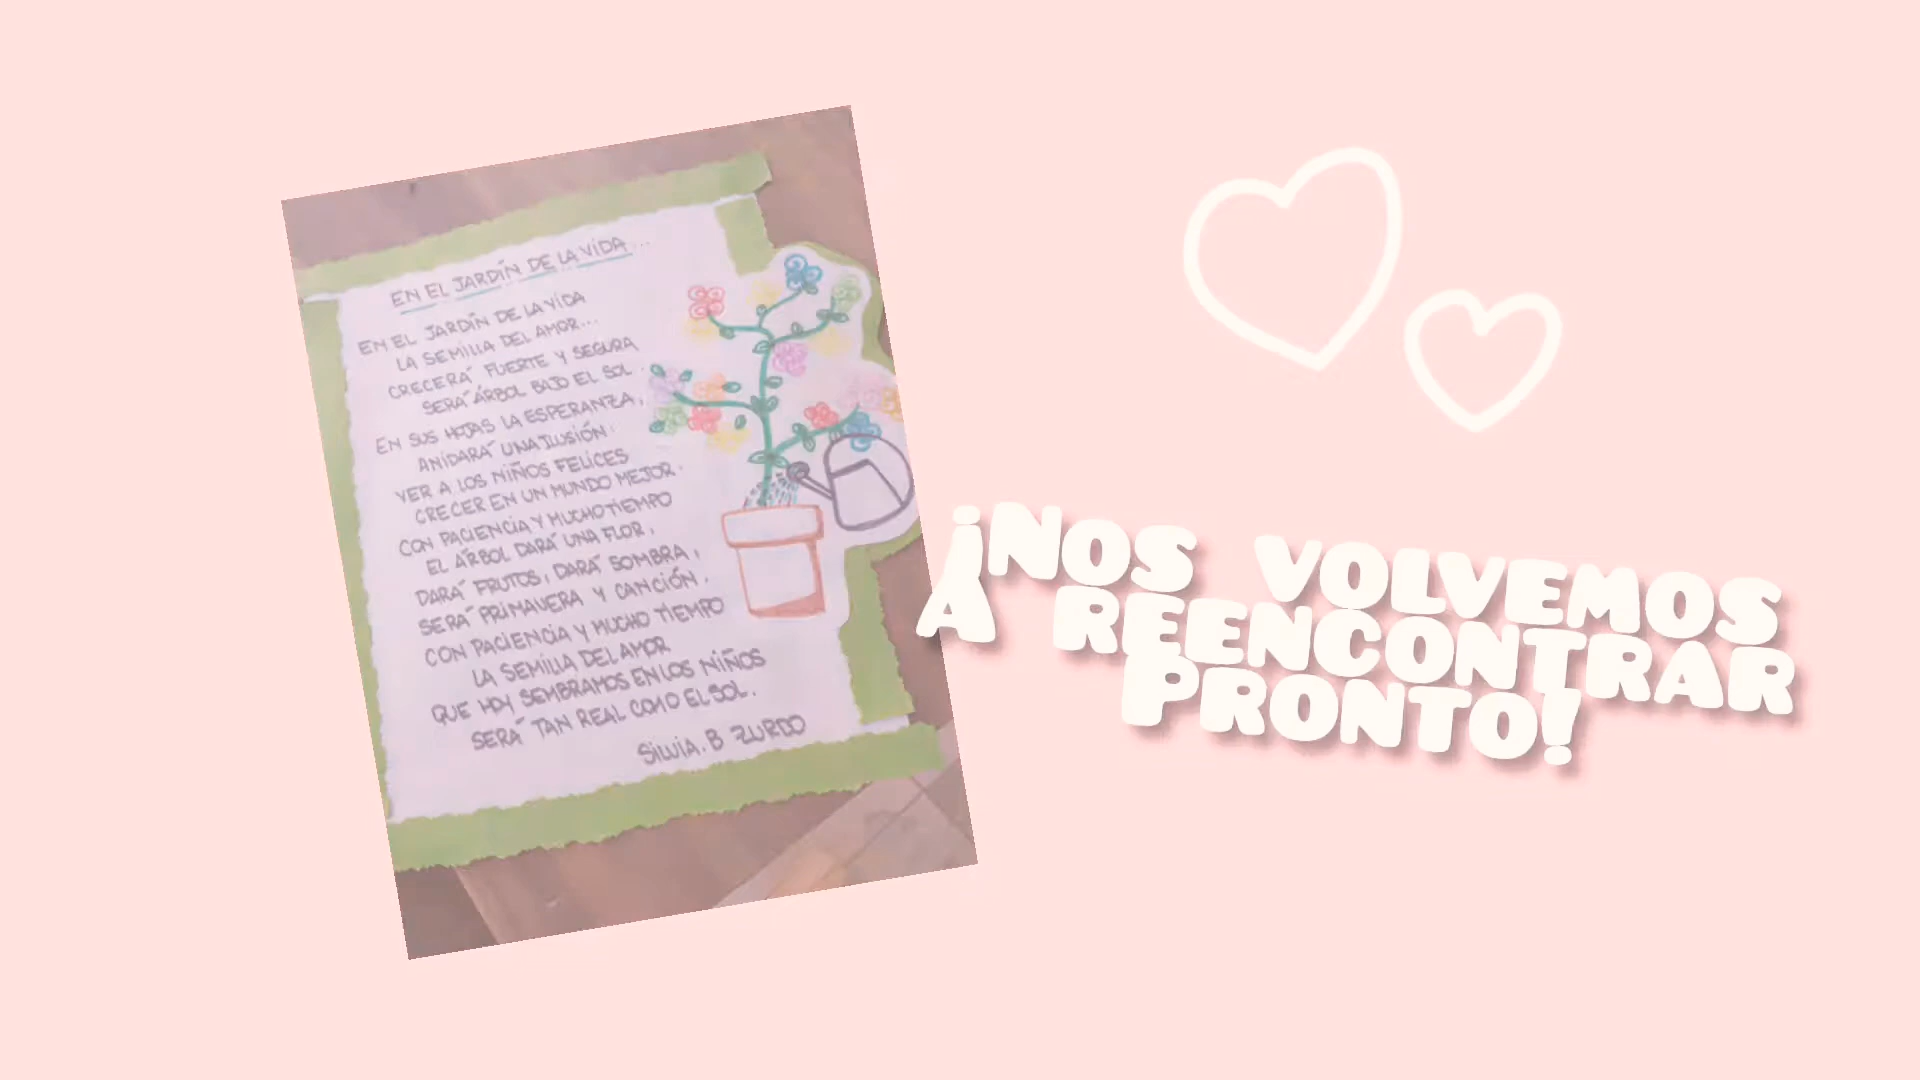 EN EL JARDÍN DE LA VIDA...
EN EL JARDÍN DE LA VIDA
LA SEMILLA DEL AMOR...
CRECERÁ FUERTE Y SEGURA
SERÁ ÁRBOL BAJO EL SOL.
EN SUS HOJAS LA ESPERANZA,
ANIDARÁ UNA ILUSIÓN.
VER A LOS NIÑOS FELICES
CRECER EN UN MUNDO MEJOR.
CON PACIENCIA Y MUCHO TIEMPO
EL ÁRBOL DARÁ UNA FLOR,
DARÁ FRUTOS, DARÁ SOMBRA,
SERÁ PRIMAVERA Y CANCIÓN.
CON PACIENCIA Y MUCHO TIEMPO
LA SEMILLA DEL AMOR
QUE HOY SEMBRAMOS EN LOS NIÑOS
SERÁ TAN REAL COMO EL SOL.
SILVIA. B ZURDO
¡NOS VOLVEMOS
A REENCONTRAR
PRONTO!